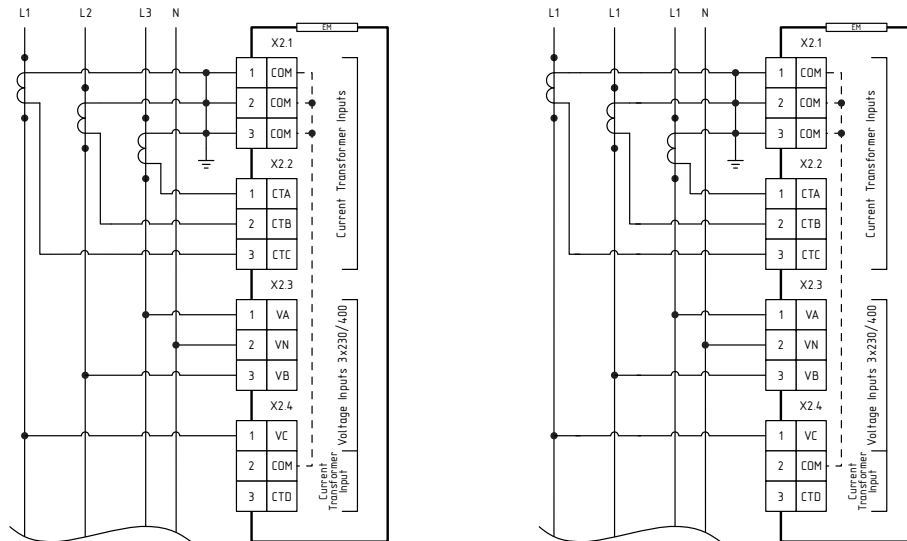 L1 L2 L3 N
EM
X2.1
1 COM
2 COM
3 COM
Current Transformer Inputs
X2.2
1 CTA
2 CTB
3 CTC
X2.3
1 VA
2 VN
3 VB
Voltage Inputs 3x230/400
X2.4
1 VC
2 COM
3 CTD
Current
Transformer
Input
L1 L1 L1 N
EM
X2.1
1 COM
2 COM
3 COM
Current Transformer Inputs
X2.2
1 CTA
2 CTB
3 CTC
X2.3
1 VA
2 VN
3 VB
Voltage Inputs 3x230/400
X2.4
1 VC
2 COM
3 CTD
Current
Transformer
Input